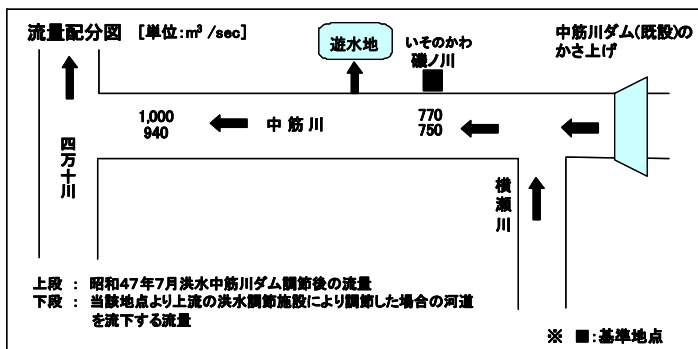 流量配分図 [単位:m³/sec]
遊水地
いそのかわ
磯ノ川
中筋川ダム(既設)の
かさ上げ
1,000
940
中筋川
770
750
四万十川
横瀬川
上段 : 昭和47年7月洪水中筋川ダム調節後の流量
下段 : 当該地点より上流の洪水調節施設により調節した場合の河道
を流下する流量
※ ■:基準地点